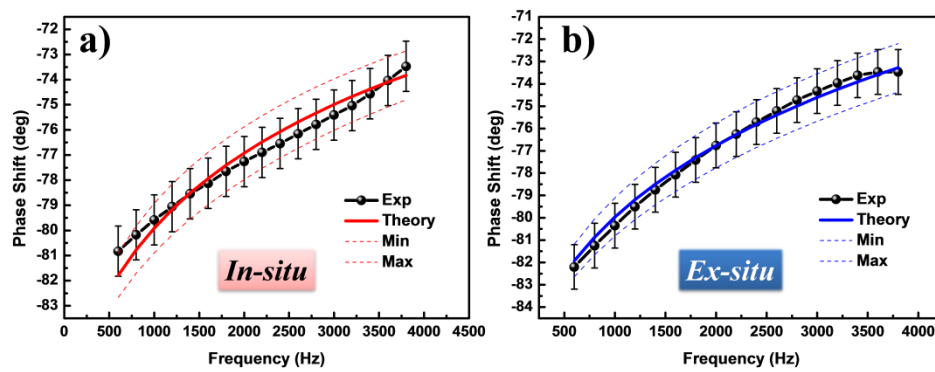 a)
-71
-72
-73
-74
-75
-76
-77
-78
-79
-80
-81
-82
-83
Phase Shift (deg)
Exp
Theory
Min
Max
In-situ
0 500 1000 1500 2000 2500 3000 3500 4000 4500
Frequency (Hz)
b)
-71
-72
-73
-74
-75
-76
-77
-78
-79
-80
-81
-82
-83
-84
Phase Shift (deg)
Exp
Theory
Min
Max
Ex-situ
500 1000 1500 2000 2500 3000 3500 4000
Frequency (Hz)